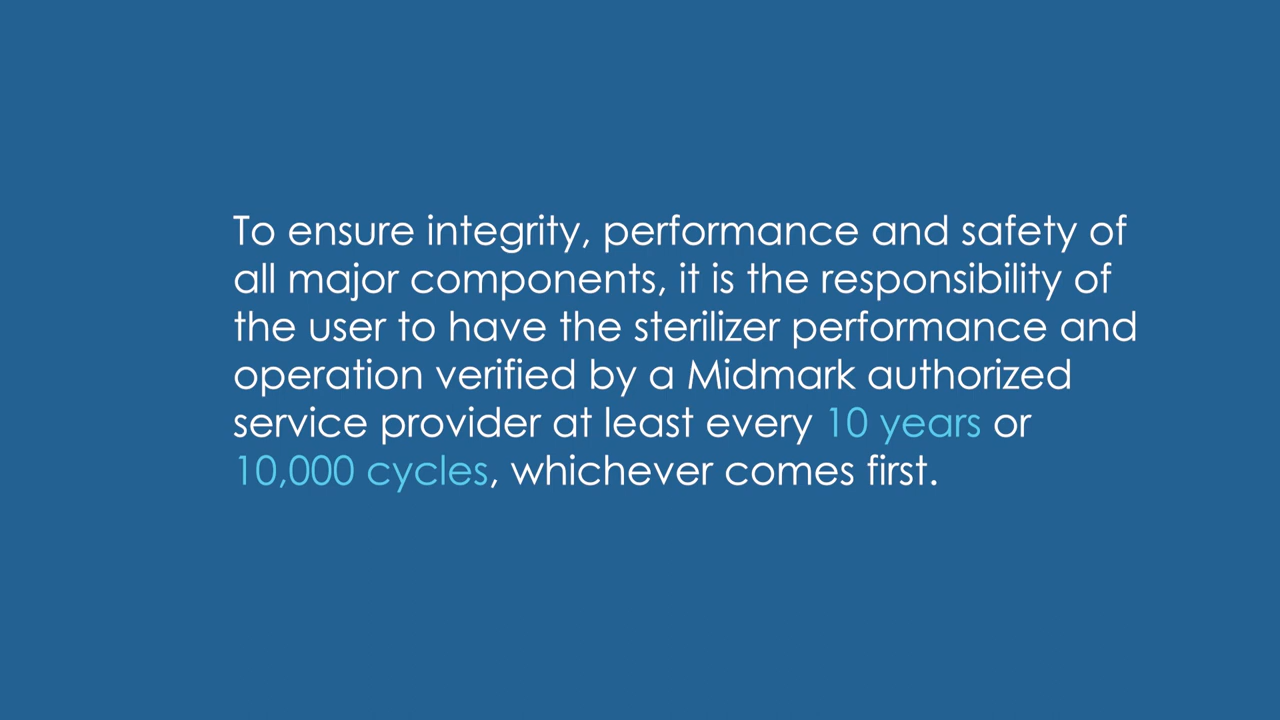 To ensure integrity, performance and safety of
all major components, it is the responsibility of
the user to have the sterilizer performance and
operation verified by a Midmark authorized
service provider at least every 10 years or
10,000 cycles, whichever comes first.